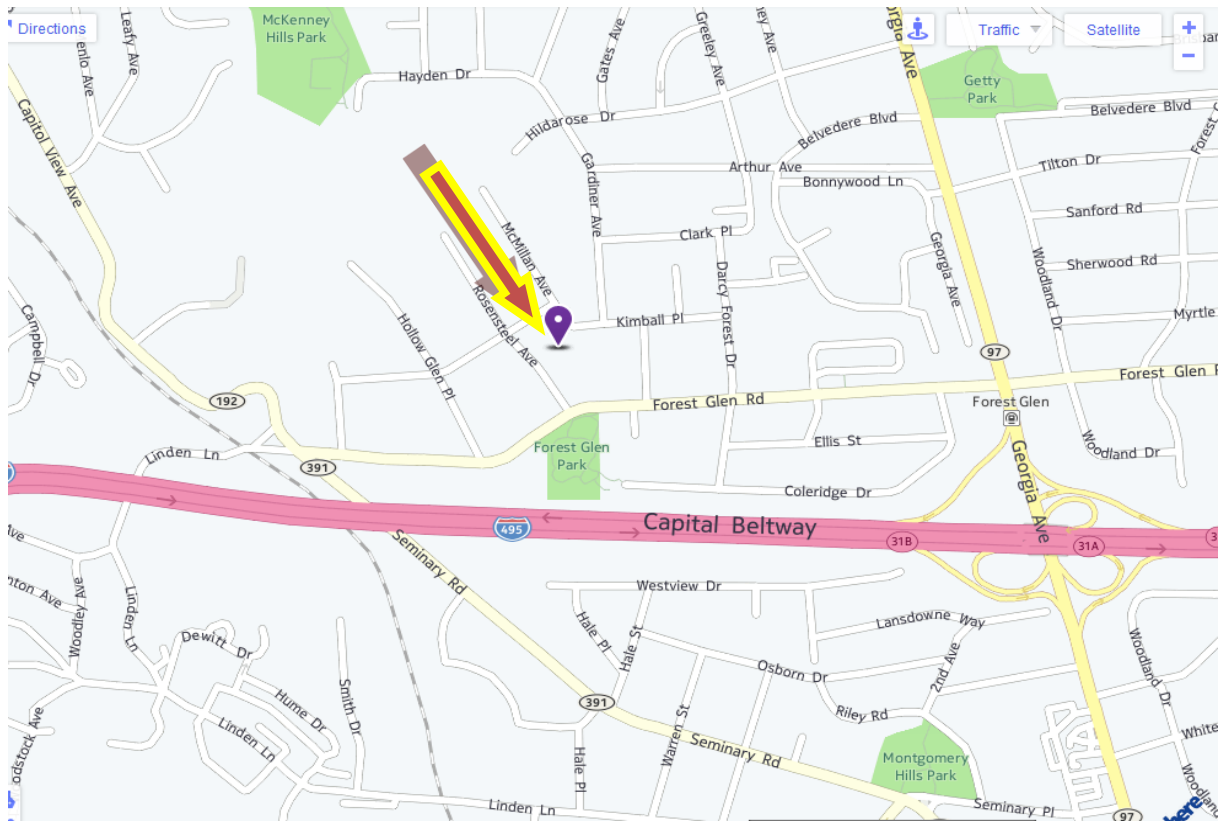 Directions
McKenney
Hills Park
Leafy Ave
Gates Ave
Greeley Ave
Georgia Ave
Traffic
Satellite
+
−
Hayden Dr
Getty
Park
Capitol View Ave
Hildarose Dr
Belvedere Blvd
Belvedere Blvd
Gardiner Ave
Arthur Ave
Tilton Dr
Bonnywood Ln
McMillan Ave
Clark Pl
Sanford Rd
Georgia Ave
Woodland Dr
Sherwood Rd
Darcy Forest Dr
Campbell Dr
Hollow Glen Pl
Rosensteel Ave
Kimball Pl
Myrtle
97
192
Forest Glen Rd
Forest Glen
Forest Glen
Ellis St
Forest Glen
Park
Linden Ln
391
Woodland Dr
Georgia Ave
Coleridge Dr
495
Capital Beltway
31B
31A
Ave
Seminary Rd
Westview Dr
Woodley Ave
Linden Ln
Hale Pl
Hale St
Lansdowne Way
Dewitt Dr
Osborn Dr
2nd Ave
Woodland Dr
Smith Dr
Hume Dr
391
Riley Rd
Linden Ln
Warren St
Seminary Rd
White
Montgomery
Hills Park
Hale Pl
Woodland
Linden Ln
Seminary Pl
97
here